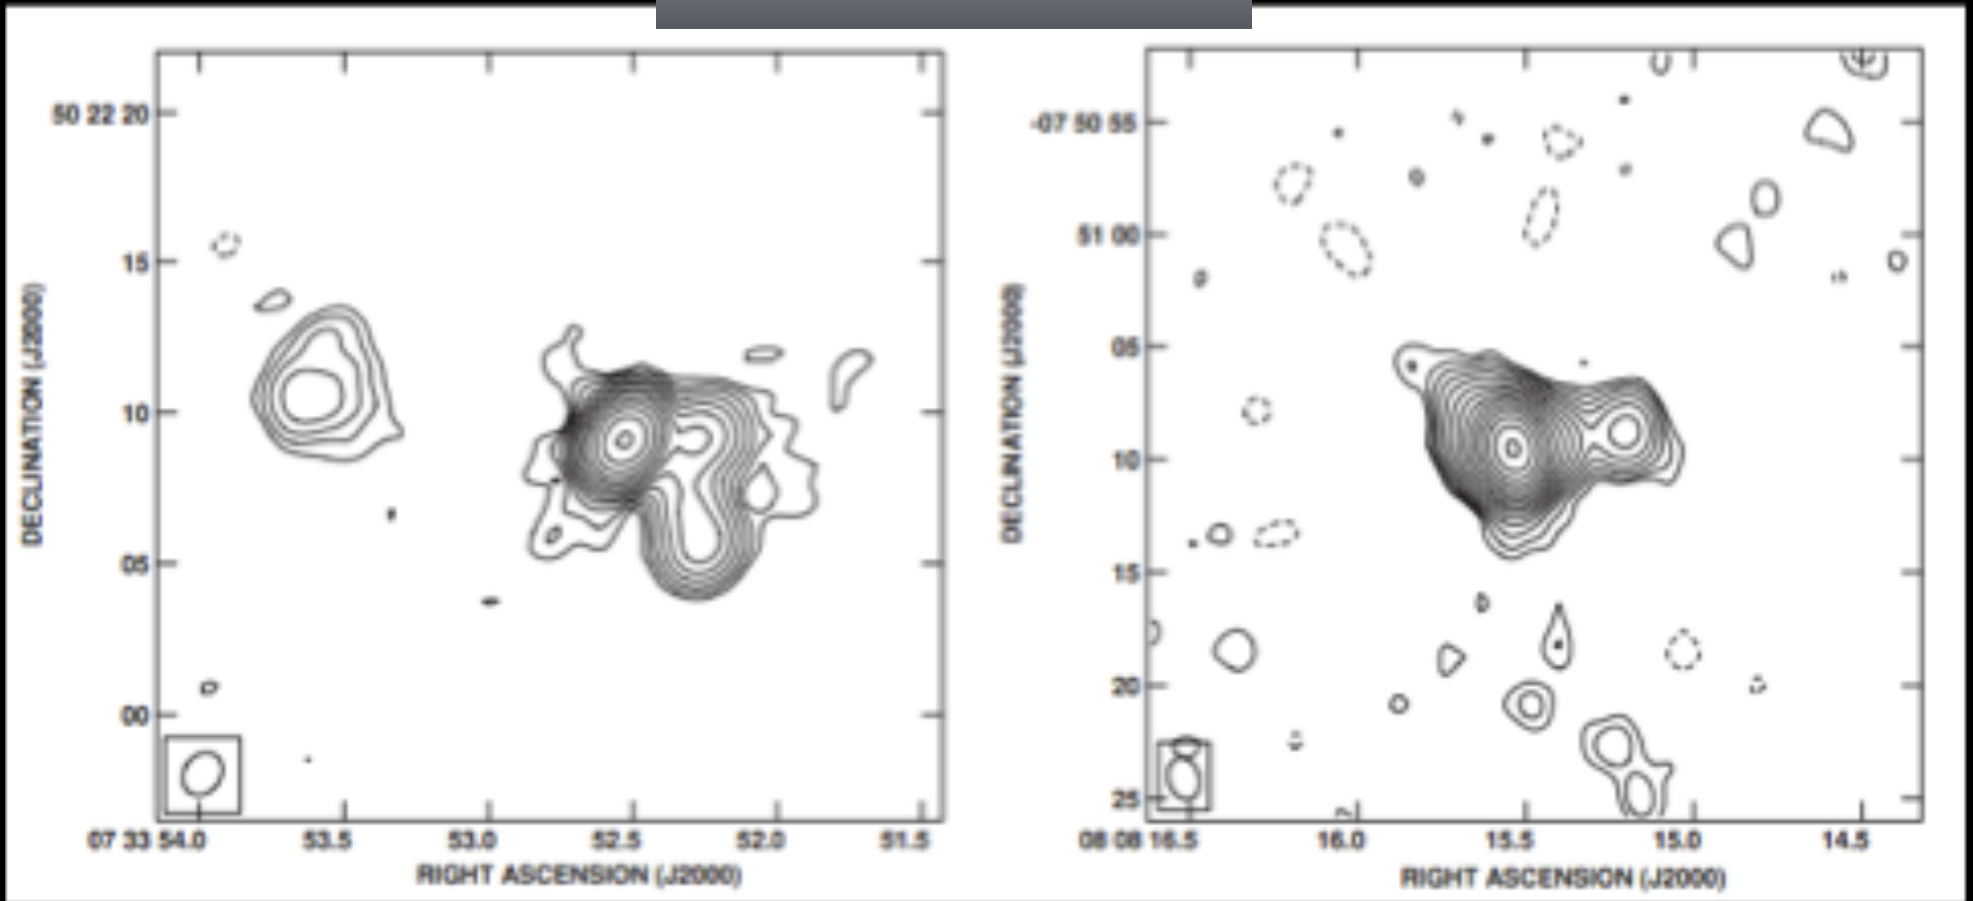 50 22 20
15
10
05
00
DECLINATION (J2000)
07 33 54.0 53.5 53.0 52.5 52.0 51.5
RIGHT ASCENSION (J2000)
-07 50 55
51 00
05
10
15
20
25
DECLINATION (J2000)
08 08 16.5 16.0 15.5 15.0 14.5
RIGHT ASCENSION (J2000)